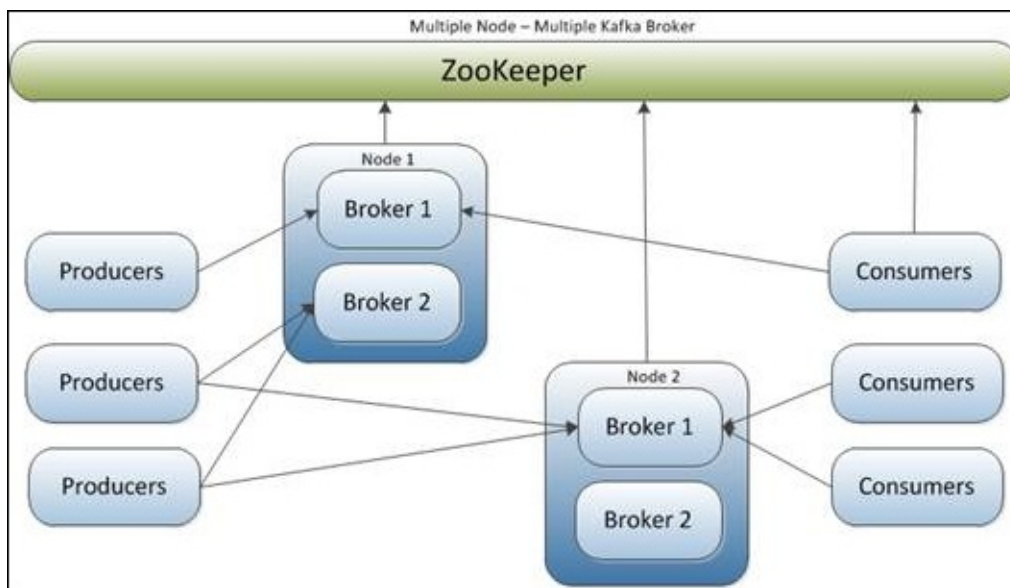 Multiple Node – Multiple Kafka Broker
ZooKeeper
Node 1
Broker 1
Producers
Consumers
Broker 2
Producers
Consumers
Node 2
Broker 1
Producers
Consumers
Broker 2